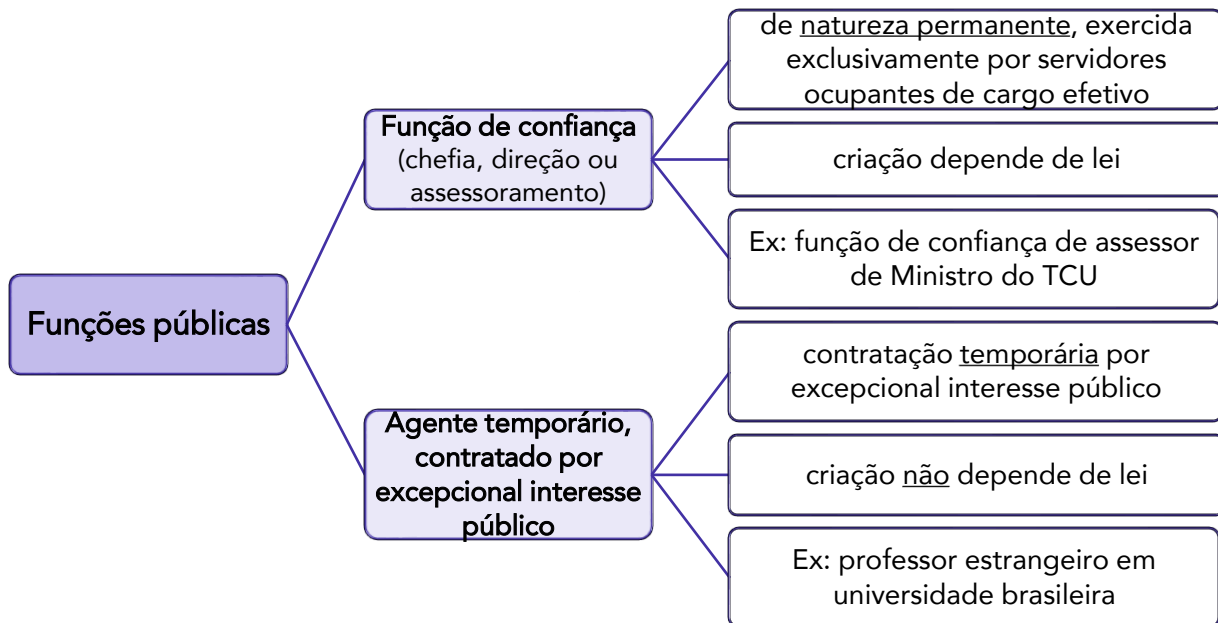 Funções públicas
Função de confiança
(chefia, direção ou
assessoramento)
de natureza permanente, exercida
exclusivamente por servidores
ocupantes de cargo efetivo
criação depende de lei
Ex: função de confiança de assessor
de Ministro do TCU
Agente temporário,
contratado por
excepcional interesse
público
contratação temporária por
excepcional interesse público
criação não depende de lei
Ex: professor estrangeiro em
universidade brasileira